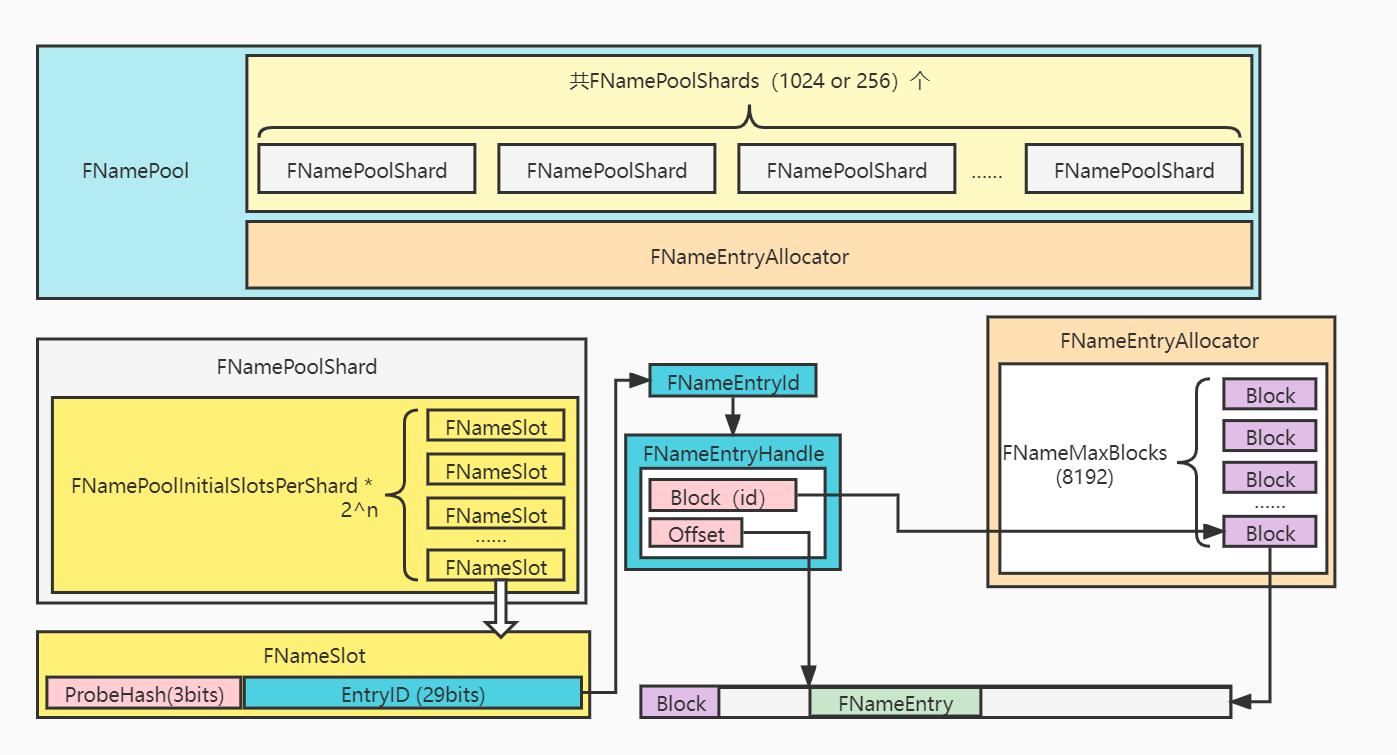 共FNamePoolShards（1024 or 256）个
FNamePool
FNamePoolShard
FNamePoolShard
FNamePoolShard
……
FNamePoolShard
FNameEntryAllocator
FNamePoolShard
FNamePoolInitialSlotsPerShard *
2^n
FNameSlot
FNameSlot
FNameSlot
……
FNameSlot
FNameSlot
ProbeHash(3bits)
EntryID (29bits)
FNameEntryId
FNameEntryHandle
Block（id）
Offset
FNameEntryAllocator
FNameMaxBlocks
(8192)
Block
Block
Block
……
Block
Block
FNameEntry